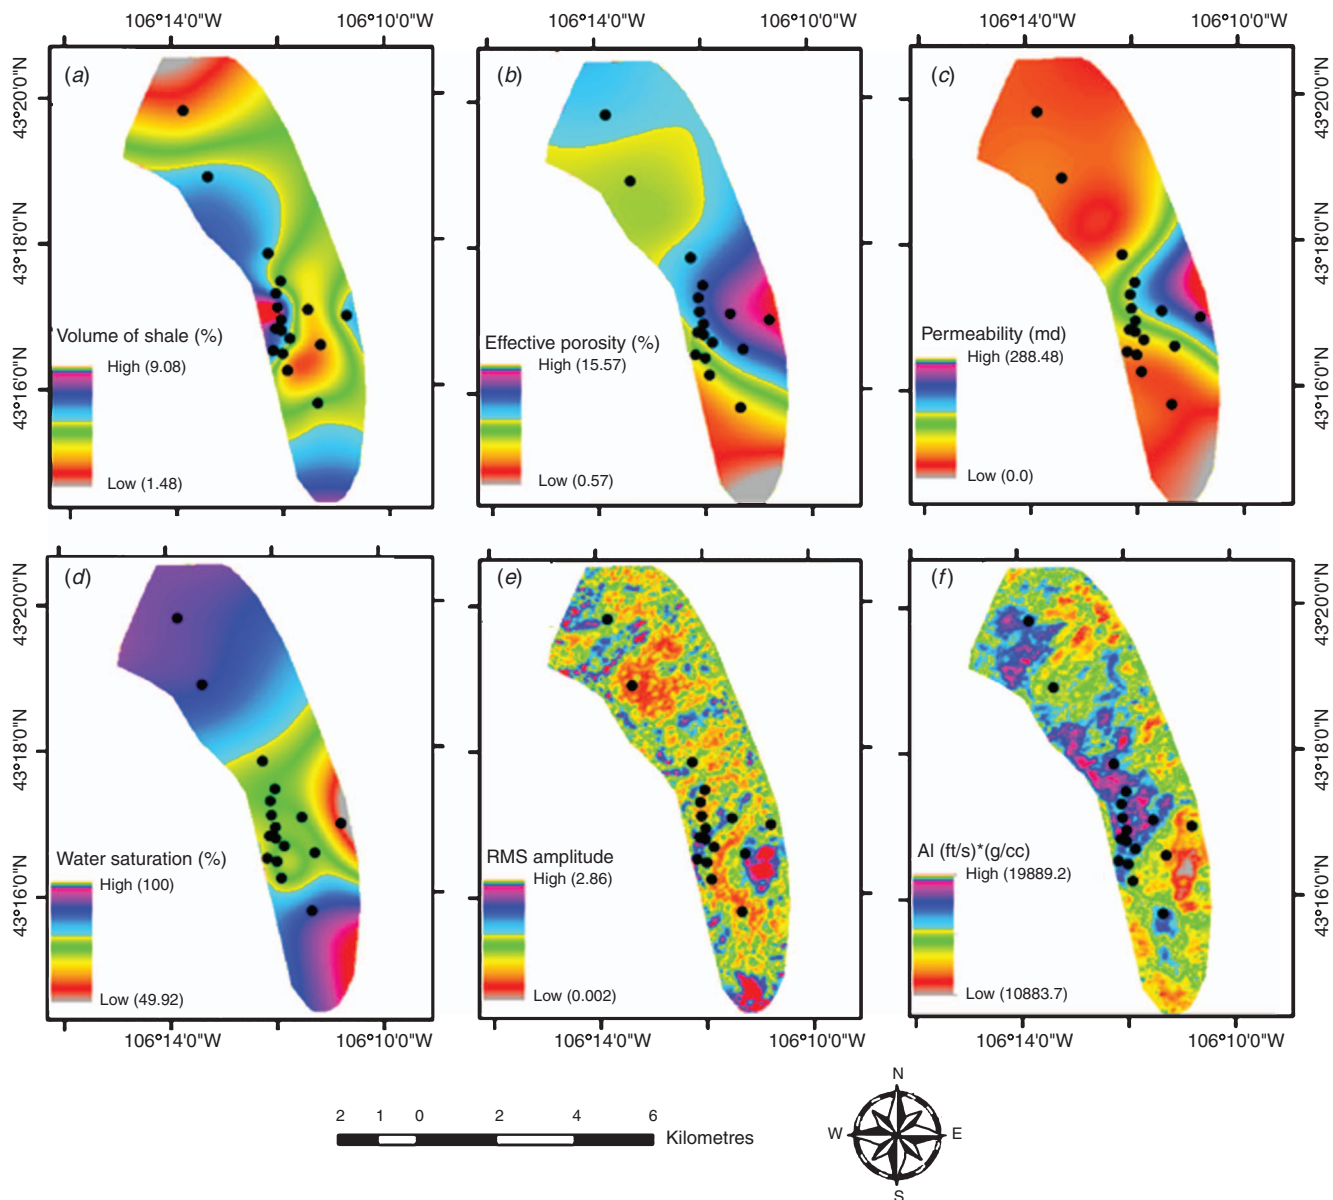 106°14'0"W 106°10'0"W 106°14'0"W 106°10'0"W 106°14'0"W 106°10'0"W
43°20'0"N
43°18'0"N
43°16'0"N
(a)
Volume of shale (%)
High (9.08)
Low (1.48)
(b)
Effective porosity (%)
High (15.57)
Low (0.57)
(c)
Permeability (md)
High (288.48)
Low (0.0)
43°20'0"N
43°18'0"N
43°16'0"N
43°20'0"N
43°18'0"N
43°16'0"N
(d)
Water saturation (%)
High (100)
Low (49.92)
(e)
RMS amplitude
High (2.86)
Low (0.002)
(f)
AI (ft/s)*(g/cc)
High (19889.2)
Low (10883.7)
43°20'0"N
43°18'0"N
43°16'0"N
106°14'0"W 106°10'0"W 106°14'0"W 106°10'0"W 106°14'0"W 106°10'0"W
2 1 0 2 4 6
Kilometres
N
W E
S